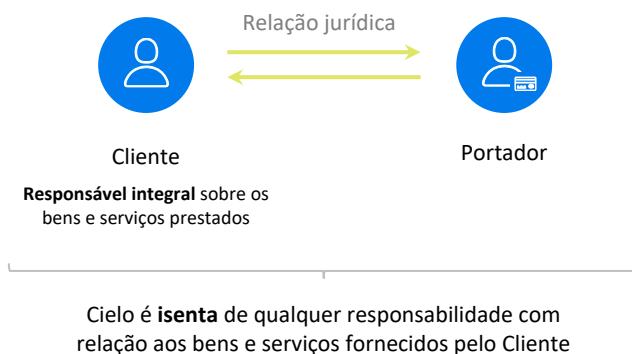 Relação jurídica
Cliente
Portador
Responsável integral sobre os
bens e serviços prestados
Cielo é isenta de qualquer responsabilidade com
relação aos bens e serviços fornecidos pelo Cliente